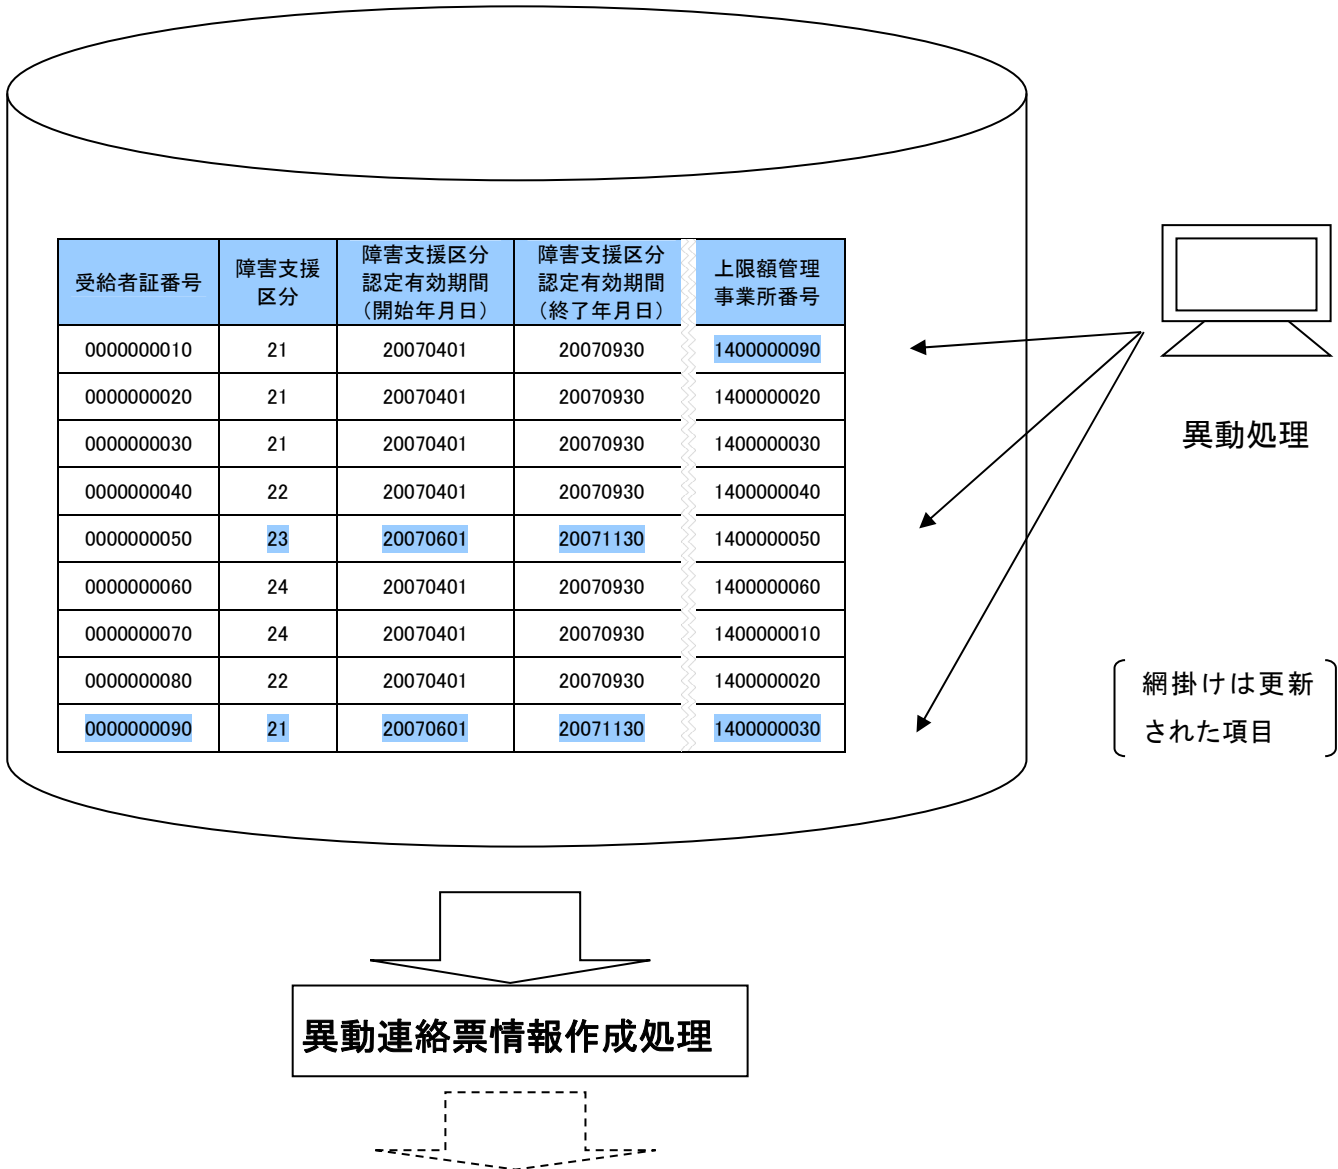 受給者証番号 障害支援区分 障害支援区分認定有効期間（開始年月日） 障害支援区分認定有効期間（終了年月日） 上限額管理事業所番号
0000000010 21 20070401 20070930 1400000090
0000000020 21 20070401 20070930 1400000020
0000000030 21 20070401 20070930 1400000030
0000000040 22 20070401 20070930 1400000040
0000000050 23 20070601 20071130 1400000050
0000000060 24 20070401 20070930 1400000060
0000000070 24 20070401 20070930 1400000010
0000000080 22 20070401 20070930 1400000020
0000000090 21 20070601 20071130 1400000030
異動処理
網掛けは更新
された項目
異動連絡票情報作成処理